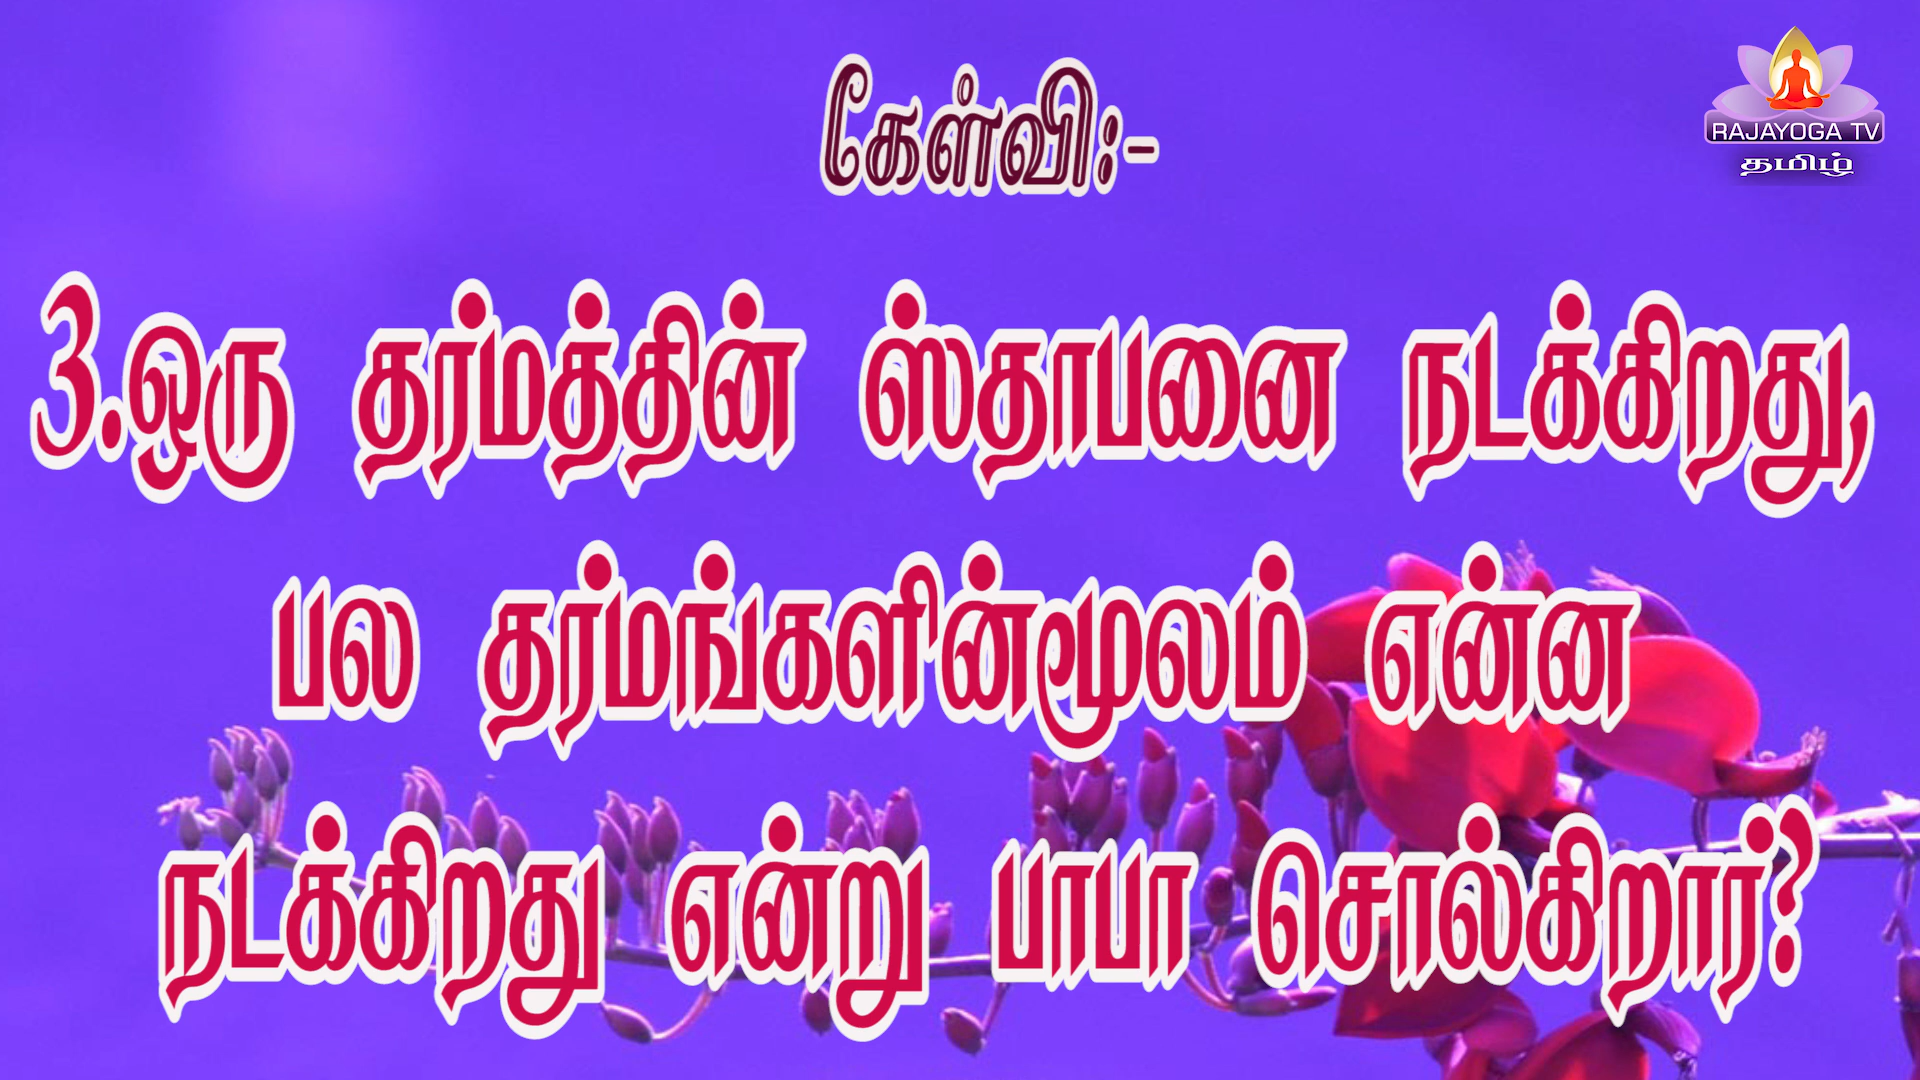 RAJAYOGA TV
தமிழ்
கேள்வி:-
3.ஒரு தர்மத்தின் ஸ்தாபனை நடக்கிறது,
பல தர்மங்களின்மூலம் என்ன
நடக்கிறது என்று பாபா சொல்கிறார்?